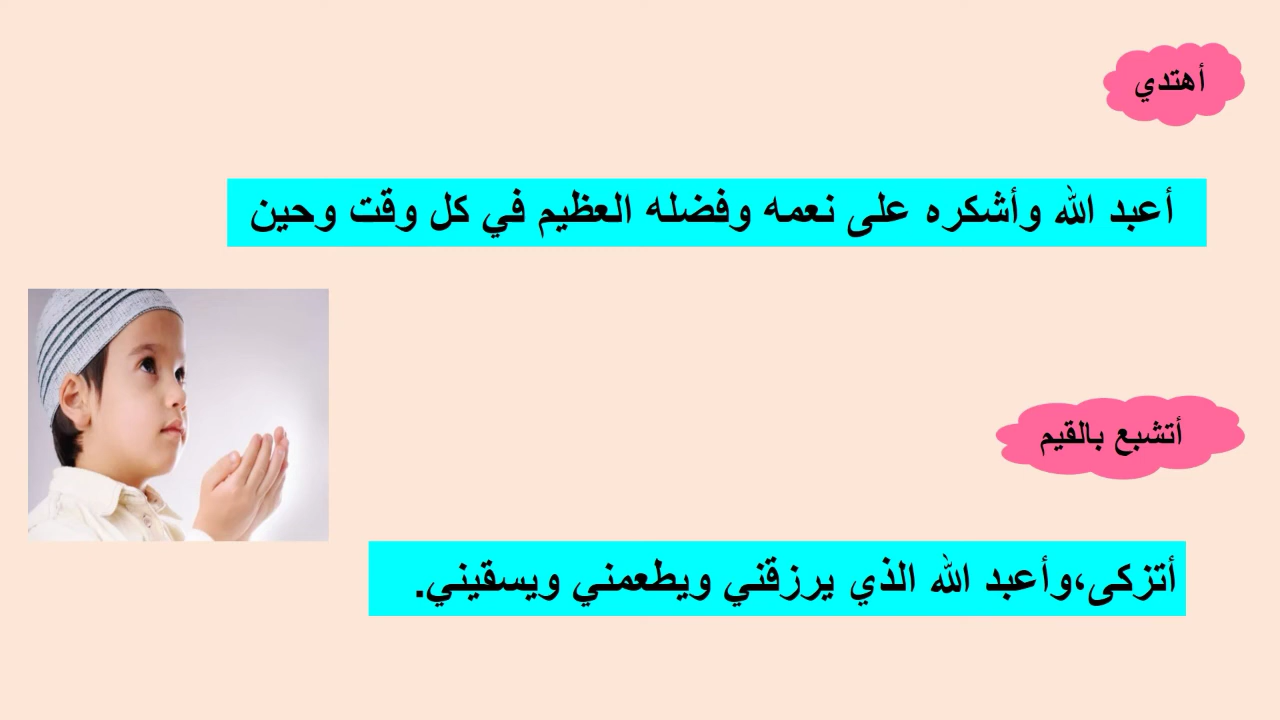 أهتدي
أعبد الله وأشكره على نعمه وفضله العظيم في كل وقت وحين
أتشبع بالقيم
أتزكى،وأعبد الله الذي يرزقني ويطعمني ويسقيني.